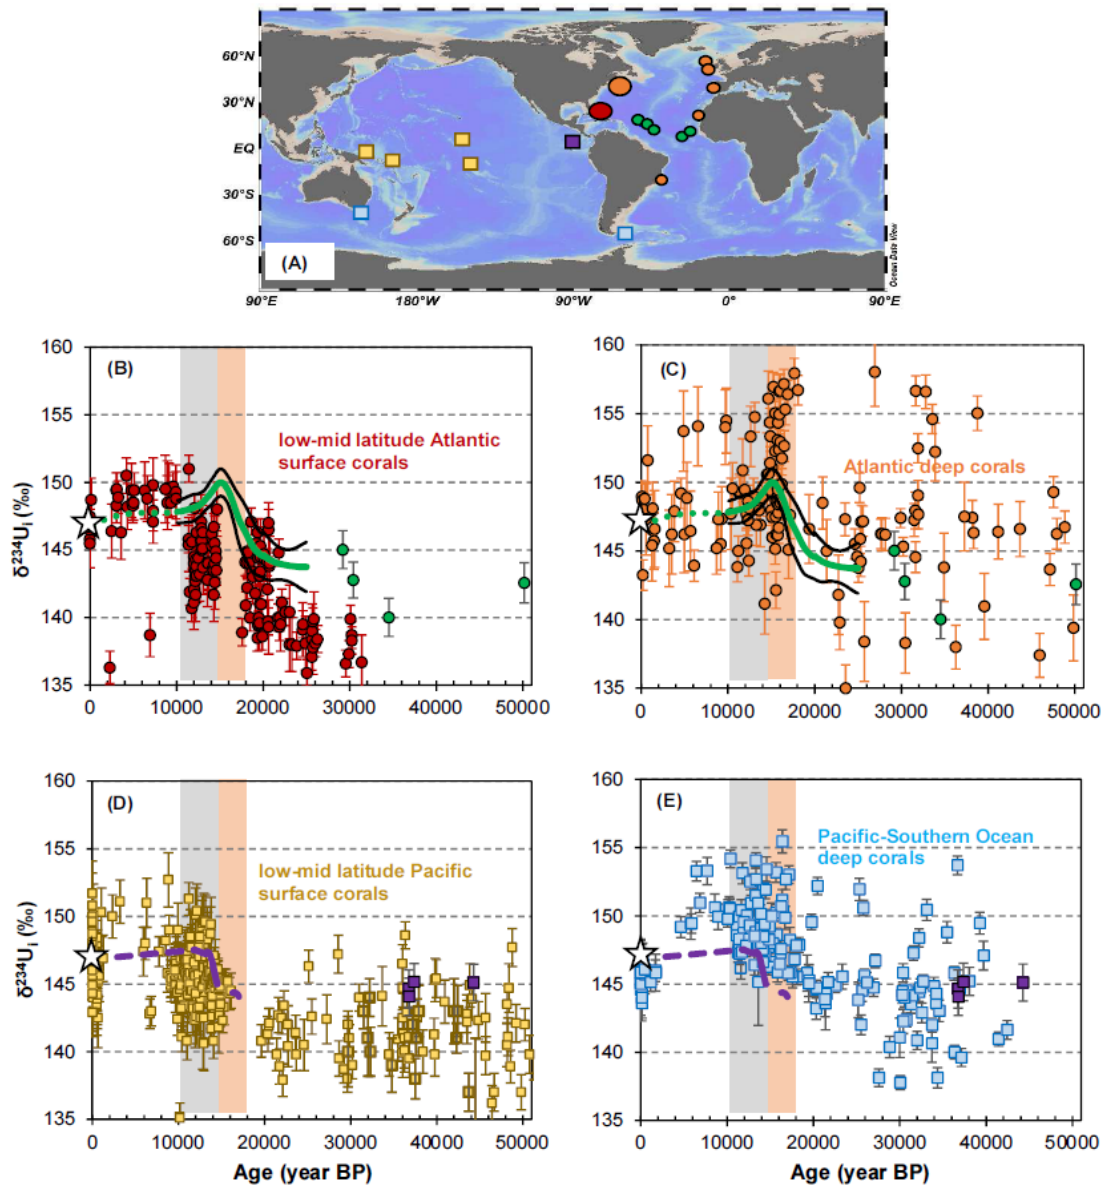 60°N
30°N
EQ
30°S
60°S
(A)
Ocean Data View
90°E 180°W 90°W 0° 90°E
160
155
150
145
140
135
δ²³⁴Uᵢ (‰)
(B)
low-mid latitude Atlantic
surface corals
0 10000 20000 30000 40000 50000
160
155
150
145
140
135
(C)
Atlantic deep corals
0 10000 20000 30000 40000 50000
160
155
150
145
140
135
δ²³⁴Uᵢ (‰)
(D)
low-mid latitude Pacific
surface corals
0 10000 20000 30000 40000 50000
Age (year BP)
160
155
150
145
140
135
(E)
Pacific-Southern Ocean
deep corals
0 10000 20000 30000 40000 50000
Age (year BP)